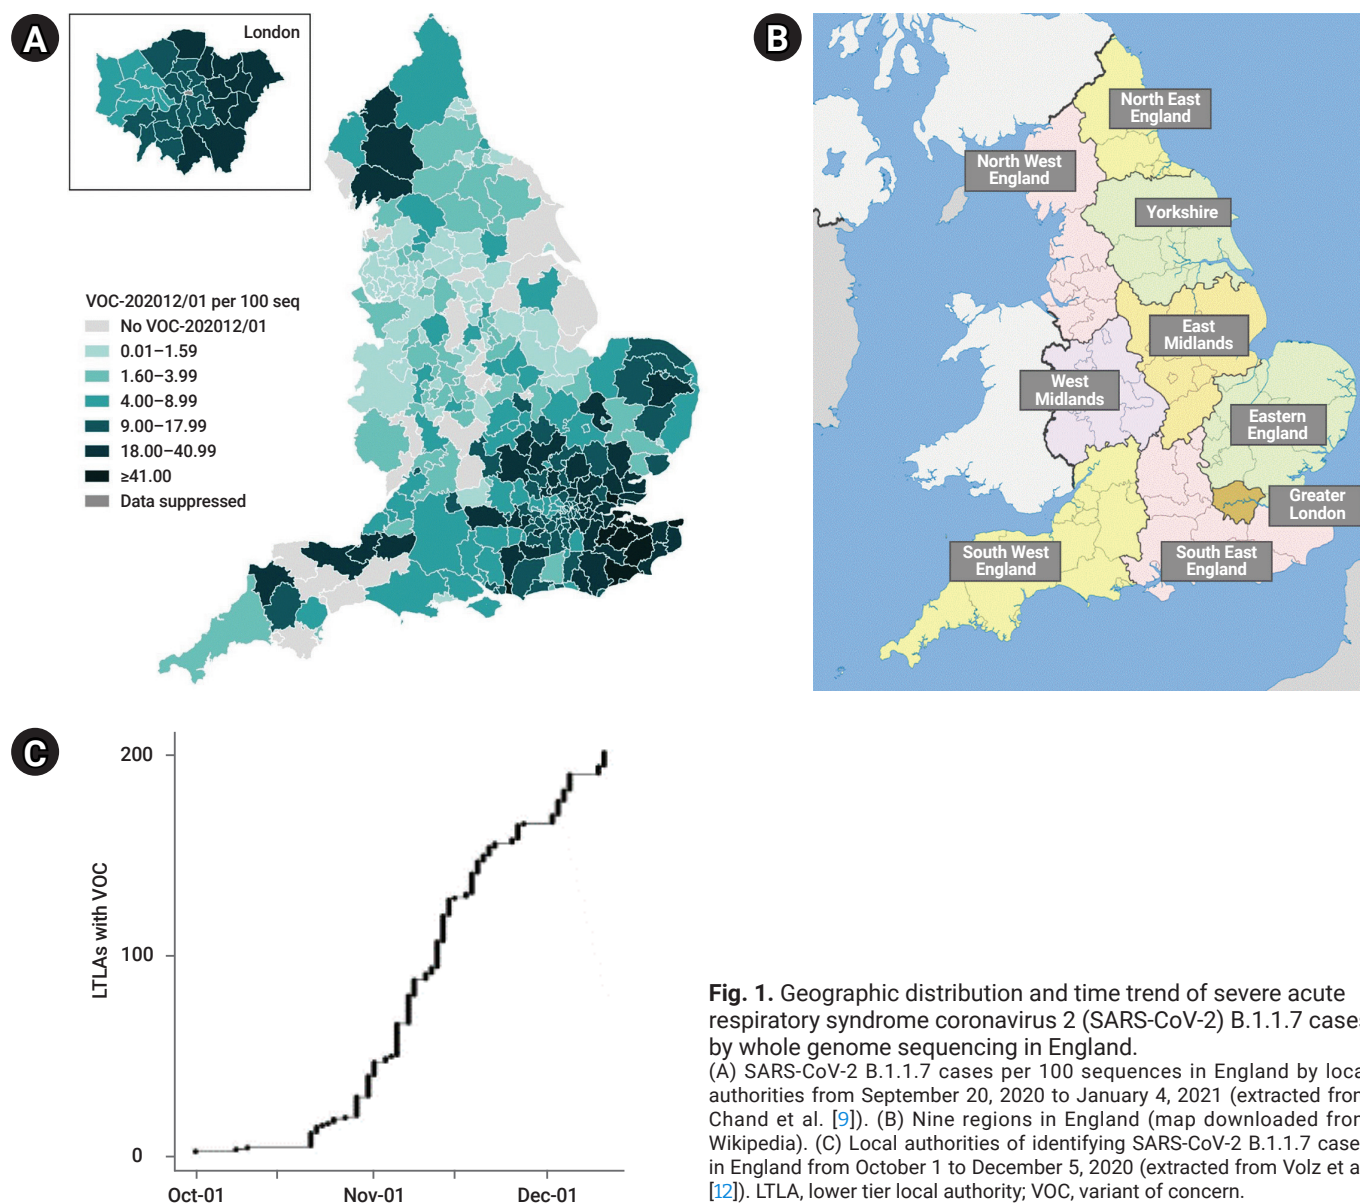 A
London
VOC-202012/01 per 100 seq
No VOC-202012/01
0.01–1.59
1.60–3.99
4.00–8.99
9.00–17.99
18.00–40.99
≥41.00
Data suppressed
B
North East
England
North West
England
Yorkshire
East
Midlands
West
Midlands
Eastern
England
Greater
London
South West
England
South East
England
C
LTLAs with VOC
200
100
0
Oct-01
Nov-01
Dec-01
Fig. 1. Geographic distribution and time trend of severe acute
respiratory syndrome coronavirus 2 (SARS-CoV-2) B.1.1.7 cases
by whole genome sequencing in England.
(A) SARS-CoV-2 B.1.1.7 cases per 100 sequences in England by local
authorities from September 20, 2020 to January 4, 2021 (extracted from
Chand et al. [9]). (B) Nine regions in England (map downloaded from
Wikipedia). (C) Local authorities of identifying SARS-CoV-2 B.1.1.7 case
in England from October 1 to December 5, 2020 (extracted from Volz et a
[12]). LTLA, lower tier local authority; VOC, variant of concern.